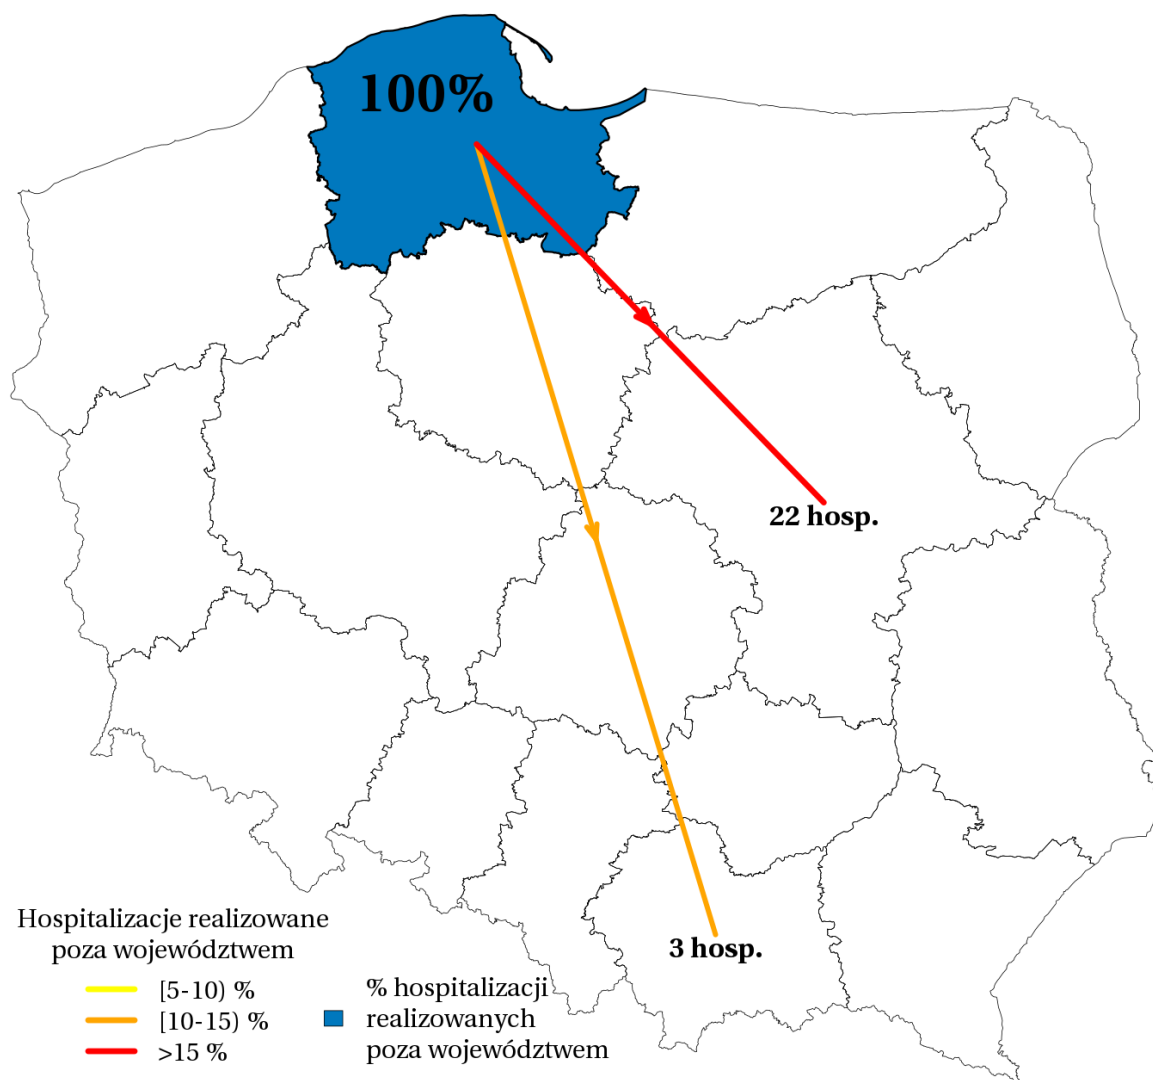 100%
22 hosp.
3 hosp.
Hospitalizacje realizowane
poza województwem
[5-10) %
[10-15) %
>15 %
% hospitalizacji
realizowanych
poza województwem